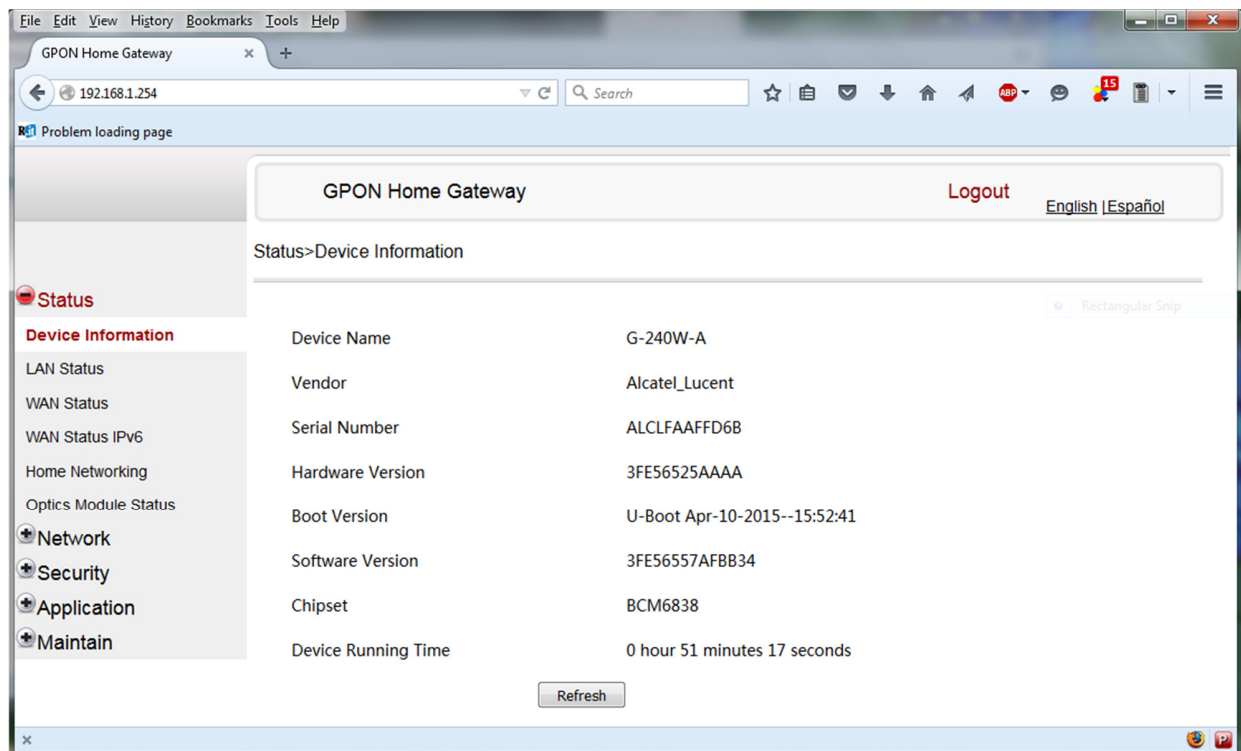 File Edit View History Bookmarks Tools Help
GPON Home Gateway
192.168.1.254
Search
ABP
15
Problem loading page
GPON Home Gateway
Logout
English | Español
Status>Device Information
Status
Device Information
LAN Status
WAN Status
WAN Status IPv6
Home Networking
Optics Module Status
Network
Security
Application
Maintain
Rectangular Snip
Device Name G-240W-A
Vendor Alcatel_Lucent
Serial Number ALCLFAAFFD6B
Hardware Version 3FE56525AAAA
Boot Version U-Boot Apr-10-2015--15:52:41
Software Version 3FE56557AFBB34
Chipset BCM6838
Device Running Time 0 hour 51 minutes 17 seconds
Refresh